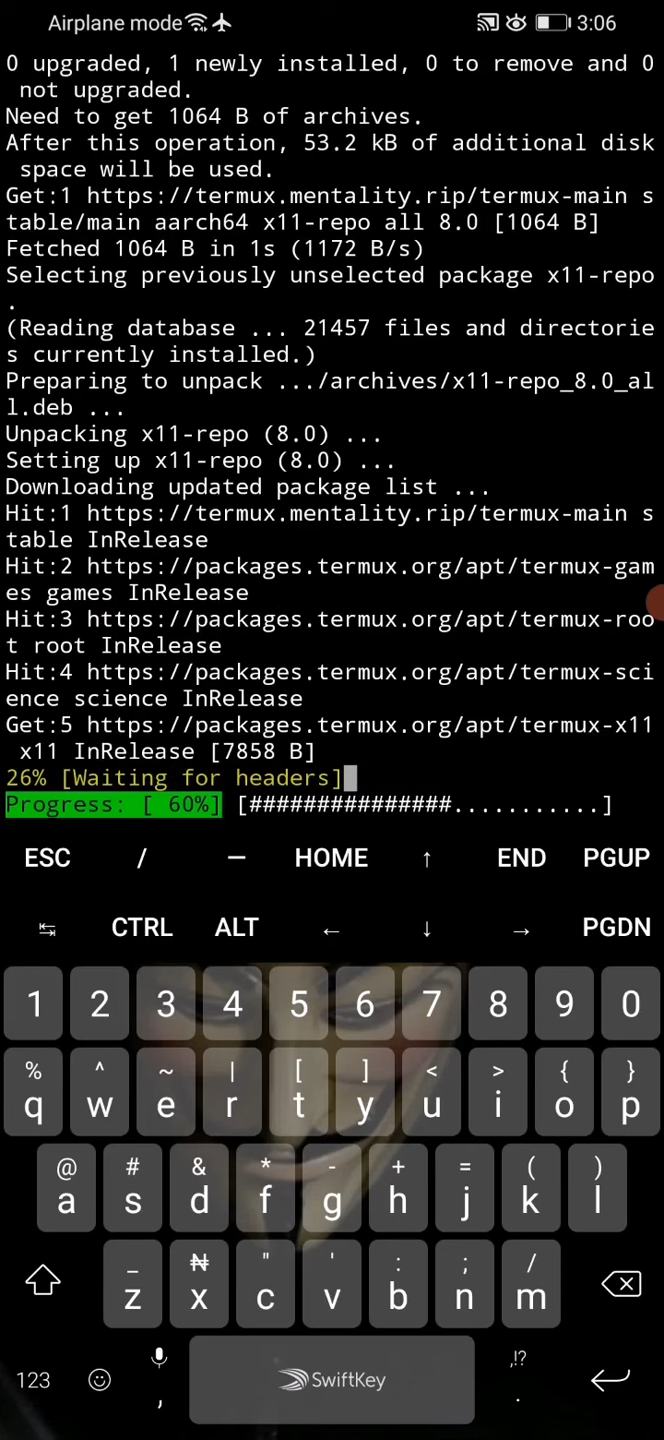 Airplane mode 3:06
0 upgraded, 1 newly installed, 0 to remove and 0
 not upgraded.
Need to get 1064 B of archives.
After this operation, 53.2 kB of additional disk
 space will be used.
Get:1 https://termux.mentality.rip/termux-main s
table/main aarch64 x11-repo all 8.0 [1064 B]
Fetched 1064 B in 1s (1172 B/s)
Selecting previously unselected package x11-repo
.
(Reading database ... 21457 files and directorie
s currently installed.)
Preparing to unpack .../archives/x11-repo_8.0_al
l.deb ...
Unpacking x11-repo (8.0) ...
Setting up x11-repo (8.0) ...
Downloading updated package list ...
Hit:1 https://termux.mentality.rip/termux-main s
table InRelease
Hit:2 https://packages.termux.org/apt/termux-gam
es games InRelease
Hit:3 https://packages.termux.org/apt/termux-roo
t root InRelease
Hit:4 https://packages.termux.org/apt/termux-sci
ence science InRelease
Get:5 https://packages.termux.org/apt/termux-x11
 x11 InRelease [7858 B]
26% [Waiting for headers]
Progress: [ 60%] [###############...........]
ESC / — HOME ↑ END PGUP
↹ CTRL ALT ← ↓ → PGDN
1 2 3 4 5 6 7 8 9 0
% ^ ~ | [ ] < > { }
q w e r t y u i o p
@ # & * - + = ( )
a s d f g h j k l
_ ₦ " ' : ; /
z x c v b n m
,!?
123 , SwiftKey .